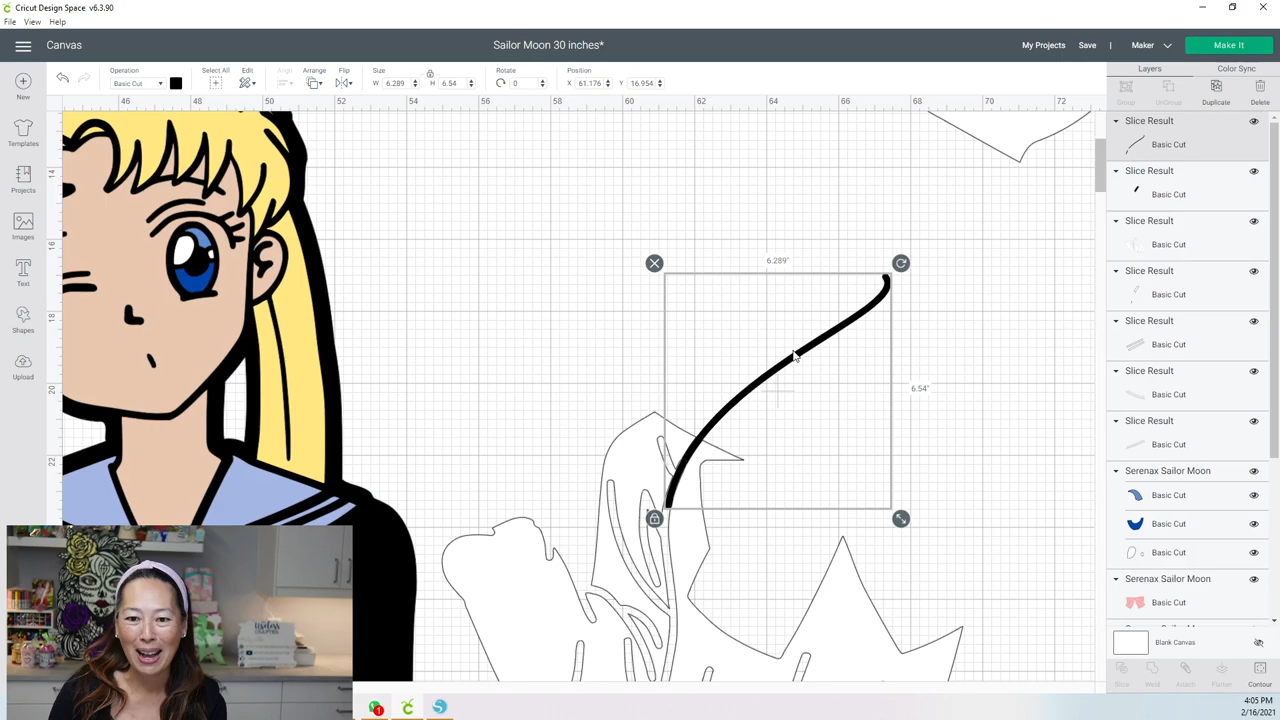 Cricut Design Space v6.3.90
File View Help
Canvas
Sailor Moon 30 inches*
My Projects Save | Maker Make It
Operation
Basic Cut
Select All
Edit
Align
Arrange
Flip
Size
W 6.289 H 6.54
Rotate
0
Position
X 61.176 Y 16.954
Layers Color Sync
Group UnGroup Duplicate Delete
New
Templates
Projects
Images
Text
Shapes
Upload
46 48 50 52 54 56 58 60 62 64 66 68 70 72
14
16
18
20
22
6.289"
6.54"
Slice Result
Basic Cut
Slice Result
Basic Cut
Slice Result
Basic Cut
Slice Result
Basic Cut
Slice Result
Basic Cut
Slice Result
Basic Cut
Slice Result
Basic Cut
Serenax Sailor Moon
Basic Cut
Basic Cut
Basic Cut
Serenax Sailor Moon
Basic Cut
Blank Canvas
Slice Weld Attach Flatten Contour
1
4:05 PM
2/16/2021